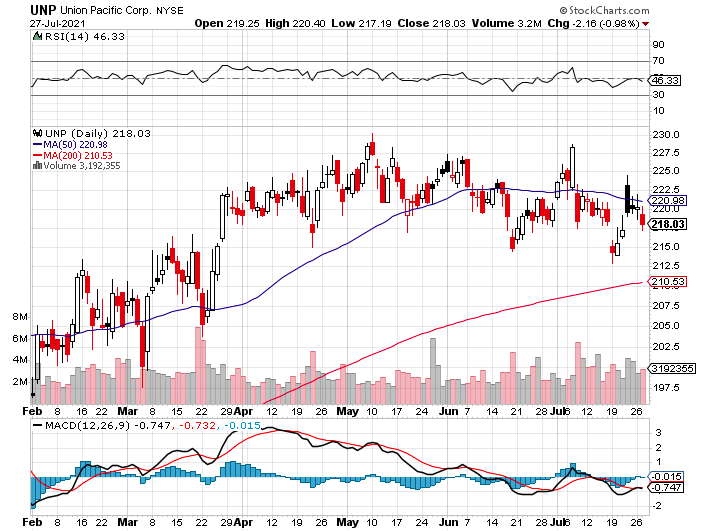 UNP Union Pacific Corp. NYSE © StockCharts.com
27-Jul-2021 Open 219.25 High 220.40 Low 217.19 Close 218.03 Volume 3.2M Chg -2.16 (-0.98%)
RSI(14) 46.33
90
70
50
46.33
30
10
UNP (Daily) 218.03
MA(50) 220.98
MA(200) 210.53
Volume 3,192,355
230.0
227.5
225.0
222.5
220.98
220.0
218.03
215.0
212.5
210.53
207.5
205.0
202.5
3192355
197.5
8M
6M
4M
2M
Feb 8 16 22 Mar 8 15 22 29 Apr 12 19 26 May 10 17 24 Jun 7 14 21 28 Jul 6 12 19 26
MACD(12,26,9) -0.747, -0.732, -0.015
3
2
1
-0.015
-0.747
-2
Feb 8 16 22 Mar 8 15 22 29 Apr 12 19 26 May 10 17 24 Jun 7 14 21 28 Jul 6 12 19 26